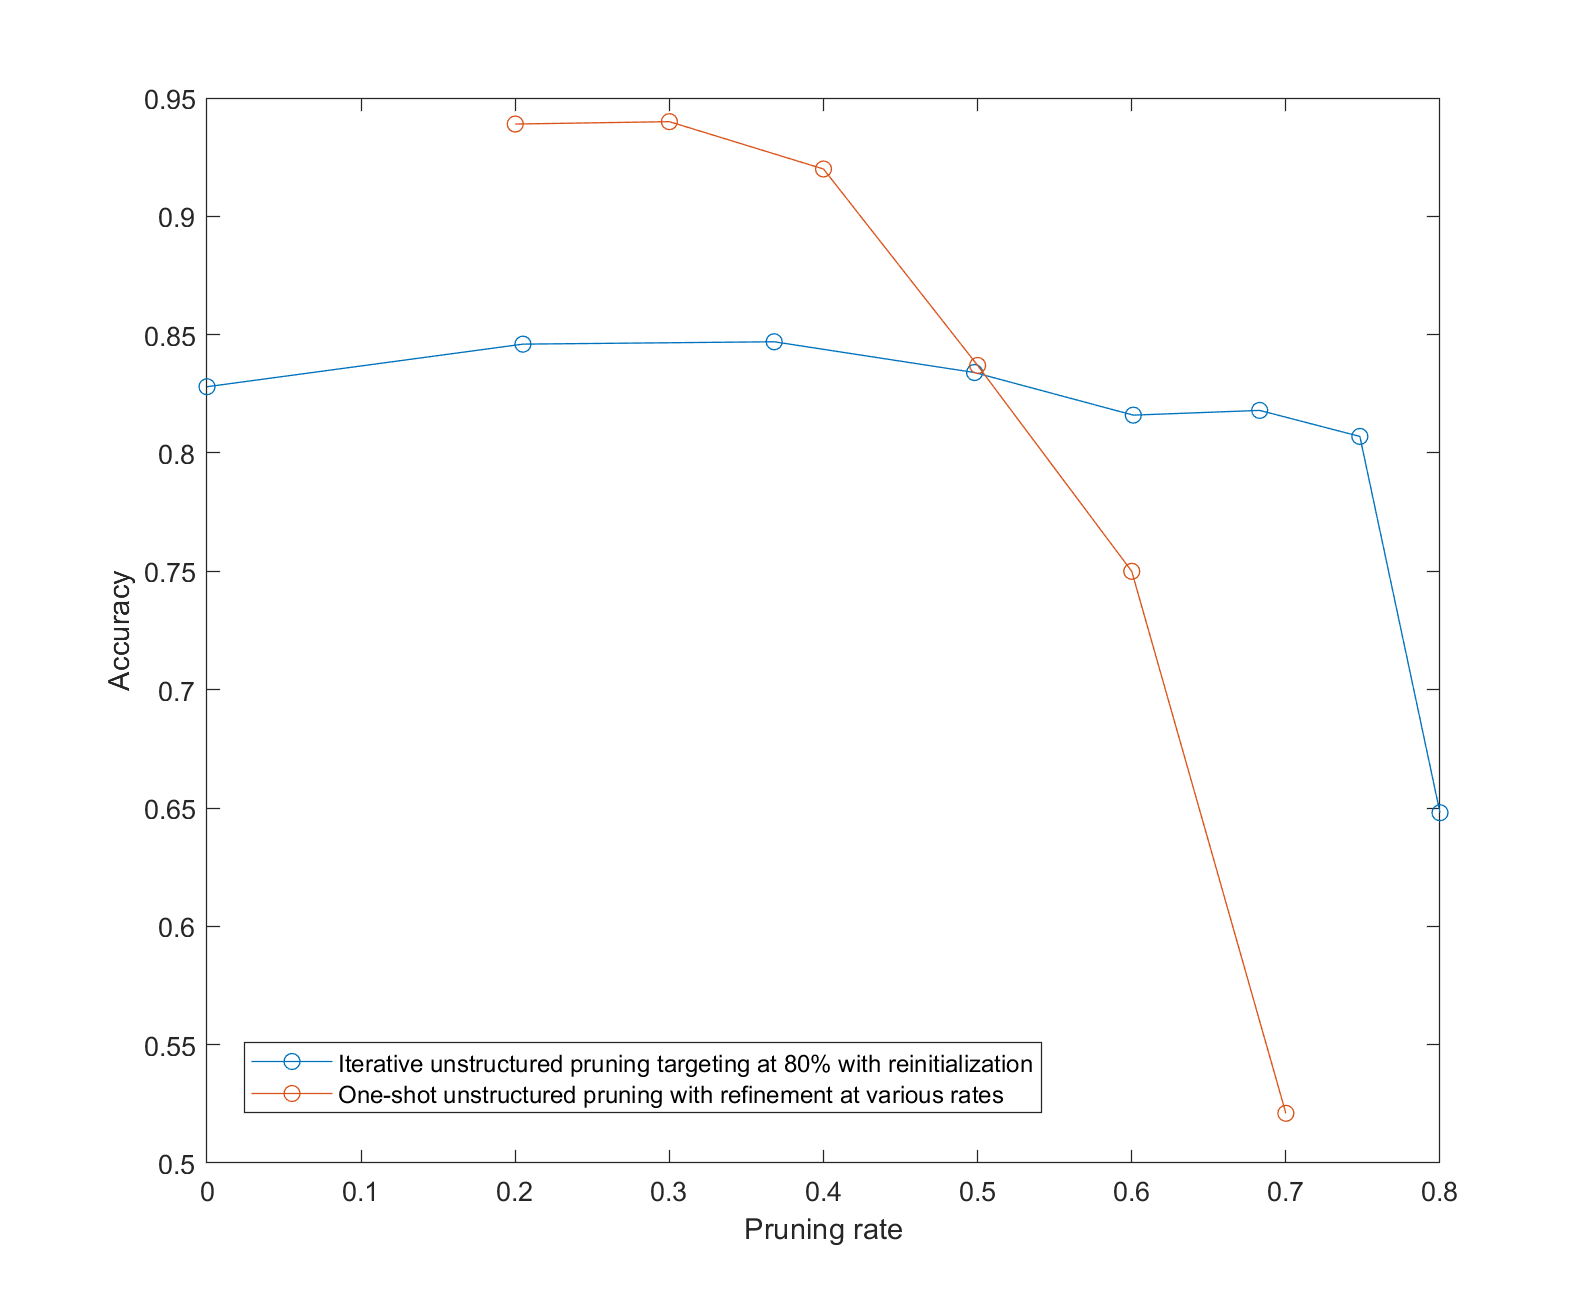 0.95
0.9
0.85
0.8
0.75
0.7
0.65
0.6
0.55
0.5
Accuracy
Iterative unstructured pruning targeting at 80% with reinitialization
One-shot unstructured pruning with refinement at various rates
0 0.1 0.2 0.3 0.4 0.5 0.6 0.7 0.8
Pruning rate